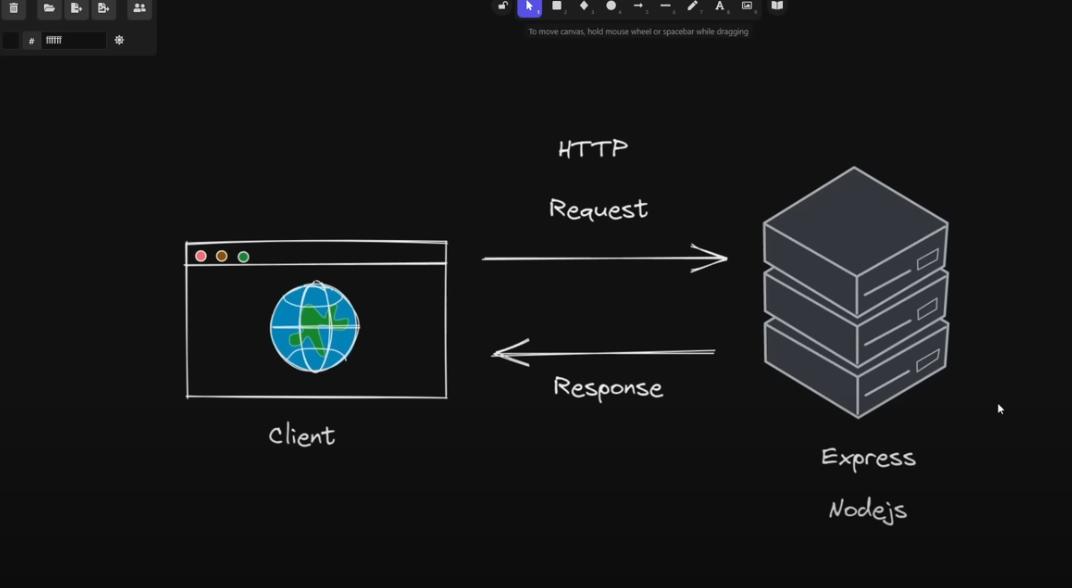 # ffffff
To move canvas, hold mouse wheel or spacebar while dragging
HTTP
Request
Response
Client
Express
Nodejs